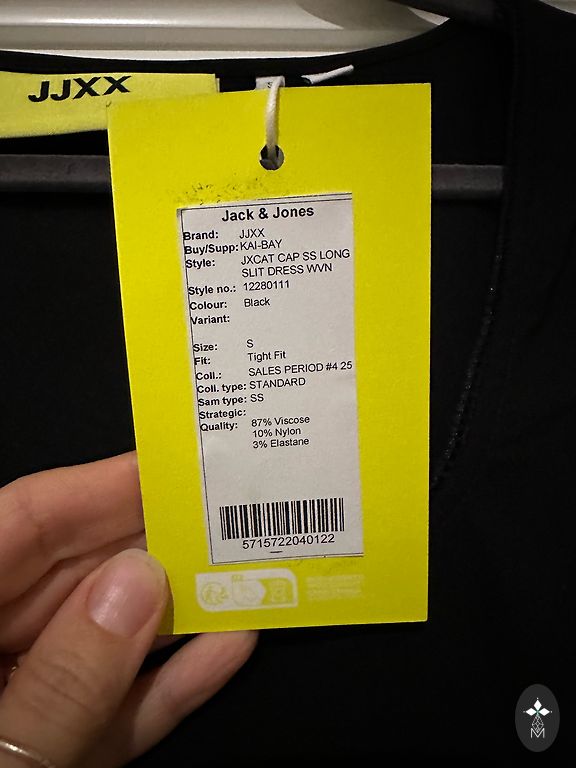 JJXX
S
Jack & Jones
Brand: JJXX
Buy/Supp: KAI-BAY
Style: JXCAT CAP SS LONG
SLIT DRESS WVN
Style no.: 12280111
Colour: Black
Variant:
Size: S
Fit: Tight Fit
Coll.: SALES PERIOD #4 25
Coll. type: STANDARD
Sam type: SS
Strategic:
Quality: 87% Viscose
10% Nylon
3% Elastane
5715722040122